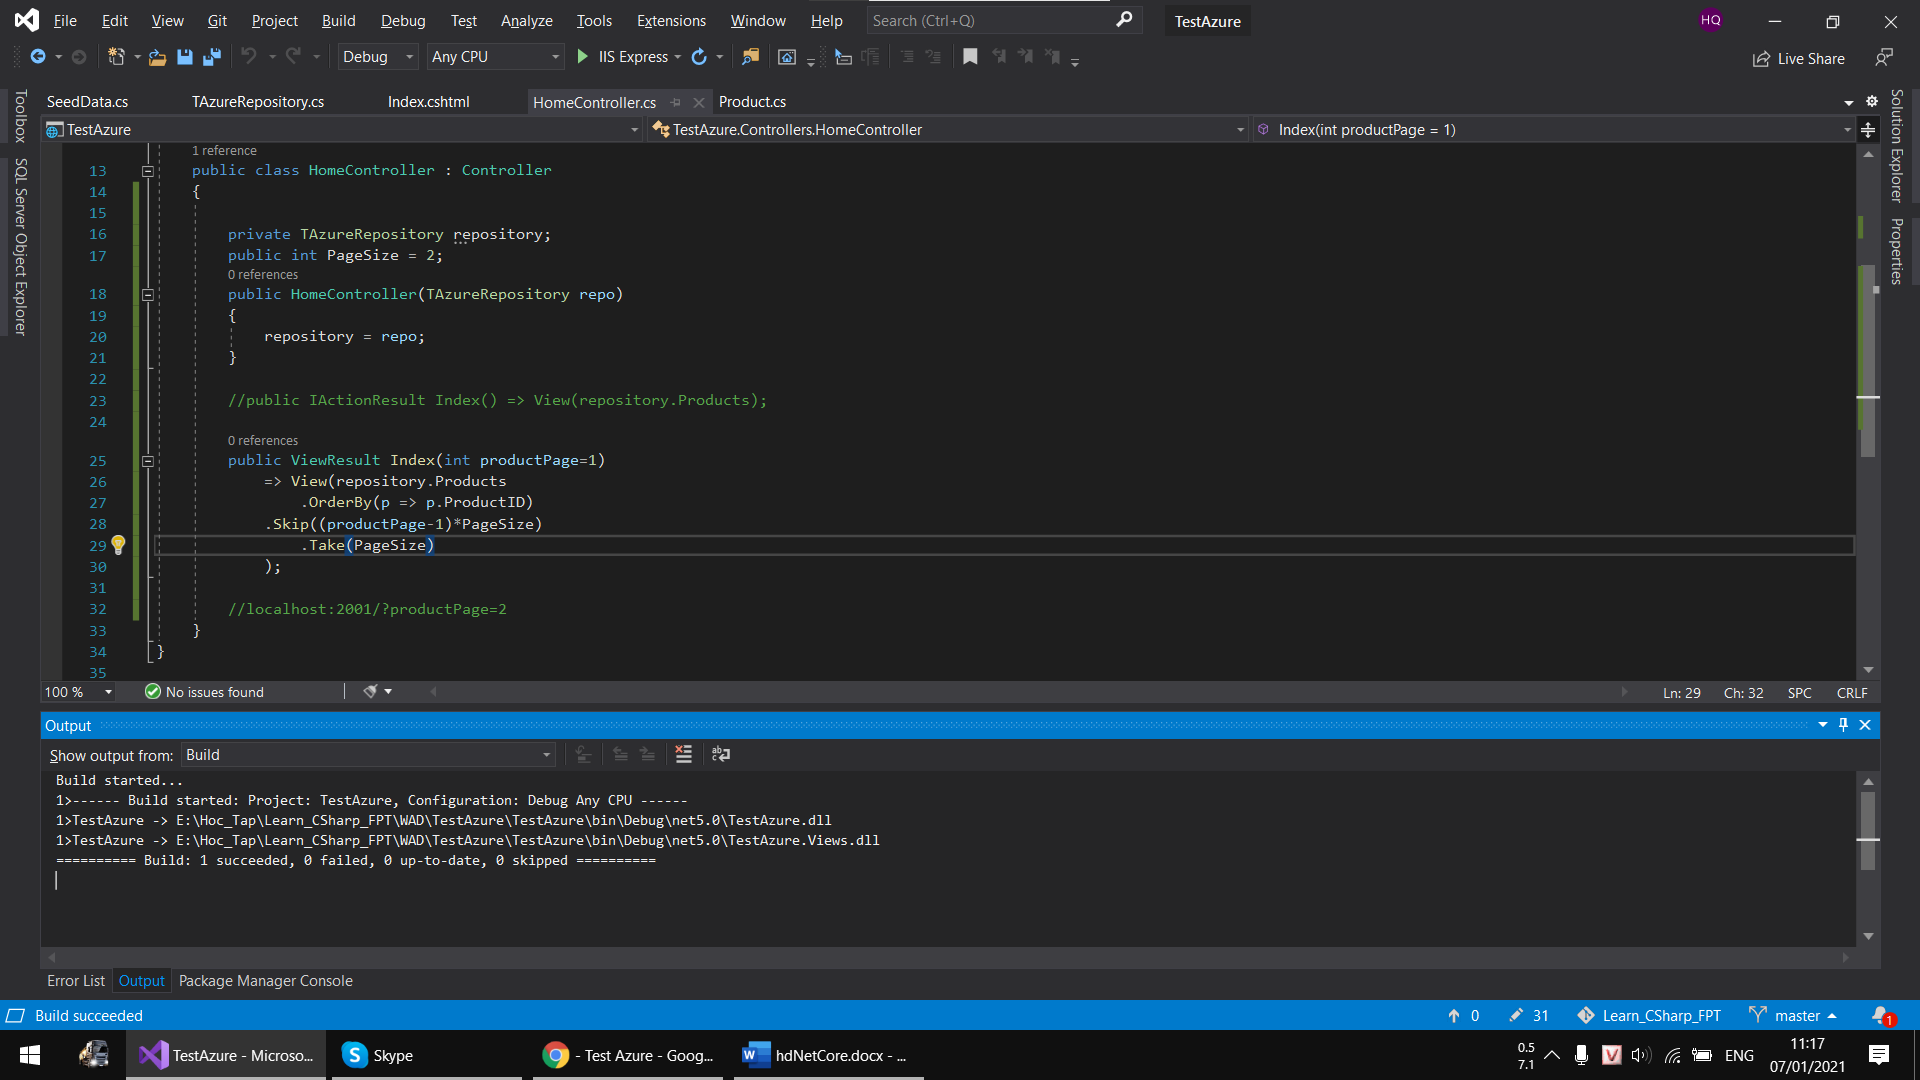 File Edit View Git Project Build Debug Test Analyze Tools Extensions Window Help Search (Ctrl+Q) TestAzure HQ
Debug Any CPU IIS Express Live Share
SeedData.cs TAzureRepository.cs Index.cshtml HomeController.cs Product.cs
TestAzure TestAzure.Controllers.HomeController Index(int productPage = 1)
Toolbox
SQL Server Object Explorer
Solution Explorer
Properties
1 reference
13 public class HomeController : Controller
14 {
15
16 private TAzureRepository repository;
17 public int PageSize = 2;
0 references
18 public HomeController(TAzureRepository repo)
19 {
20 repository = repo;
21 }
22
23 //public IActionResult Index() => View(repository.Products);
24
0 references
25 public ViewResult Index(int productPage=1)
26 => View(repository.Products
27 .OrderBy(p => p.ProductID)
28 .Skip((productPage-1)*PageSize)
29 .Take(PageSize)
30 );
31
32 //localhost:2001/?productPage=2
33 }
34 }
35
100 % No issues found Ln: 29 Ch: 32 SPC CRLF
Output
Show output from: Build
Build started...
1>------ Build started: Project: TestAzure, Configuration: Debug Any CPU ------
1>TestAzure -> E:\Hoc_Tap\Learn_CSharp_FPT\WAD\TestAzure\TestAzure\bin\Debug\net5.0\TestAzure.dll
1>TestAzure -> E:\Hoc_Tap\Learn_CSharp_FPT\WAD\TestAzure\TestAzure\bin\Debug\net5.0\TestAzure.Views.dll
========== Build: 1 succeeded, 0 failed, 0 up-to-date, 0 skipped ==========
Error List Output Package Manager Console
Build succeeded 0 31 Learn_CSharp_FPT master 1
TestAzure - Microso... Skype - Test Azure - Goog... hdNetCore.docx - ... 0.5 ENG 11:17
7.1 07/01/2021